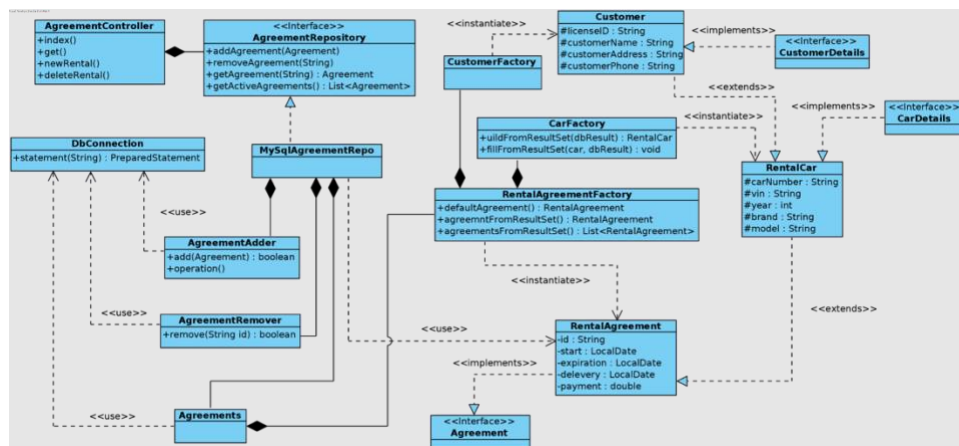 AgreementController
+index()
+get()
+newRental()
+deleteRental()
<<Interface>>
AgreementRepository
+addAgreement(Agreement)
+removeAgreement(String)
+getAgreement(String) : Agreement
+getActiveAgreements() : List<Agreement>
<<instantiate>>
CustomerFactory
Customer
#licenseID : String
#customerName : String
#customerAddress : String
#customerPhone : String
<<implements>>
<<Interface>>
CustomerDetails
<<extends>>
<<implements>>
<<Interface>>
CarDetails
<<instantiate>>
CarFactory
+uildFromResultSet(dbResult) : RentalCar
+fillFromResultSet(car, dbResult) : void
DbConnection
+statement(String) : PreparedStatement
MySqlAgreementRepo
RentalCar
#carNumber : String
#vin : String
#year : int
#brand : String
#model : String
RentalAgreementFactory
+defaultAgreement() : RentalAgreement
+agreemntFromResultSet() : RentalAgreement
+agreementsFromResultSet() : List<RentalAgreement>
<<use>>
AgreementAdder
+add(Agreement) : boolean
+operation()
<<instantiate>>
<<extends>>
<<use>>
AgreementRemover
+remove(String id) : boolean
<<use>>
RentalAgreement
-id : String
-start : LocalDate
-expiration : LocalDate
-delevery : LocalDate
-payment : double
<<implements>>
<<use>>
Agreements
<<Interface>>
Agreement